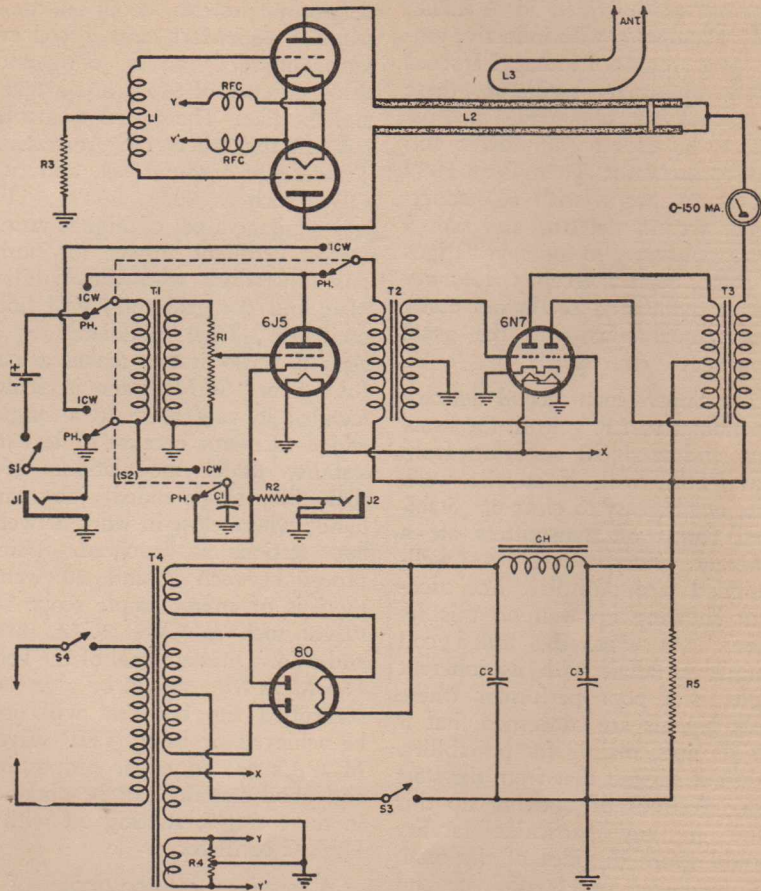 ANT.
L3
RFC
Y
L1
L2
Y'
RFC
R3
0-150 MA.
ICW
ICW
PH.
PH.
T1
T2
T3
6J5
6N7
R1
+
-
ICW
PH.
S1
(S2)
ICW
X
J1
PH.
C1
R2
J2
CH
T4
S4
80
C2
C3
R5
X
S3
Y
R4
Y'